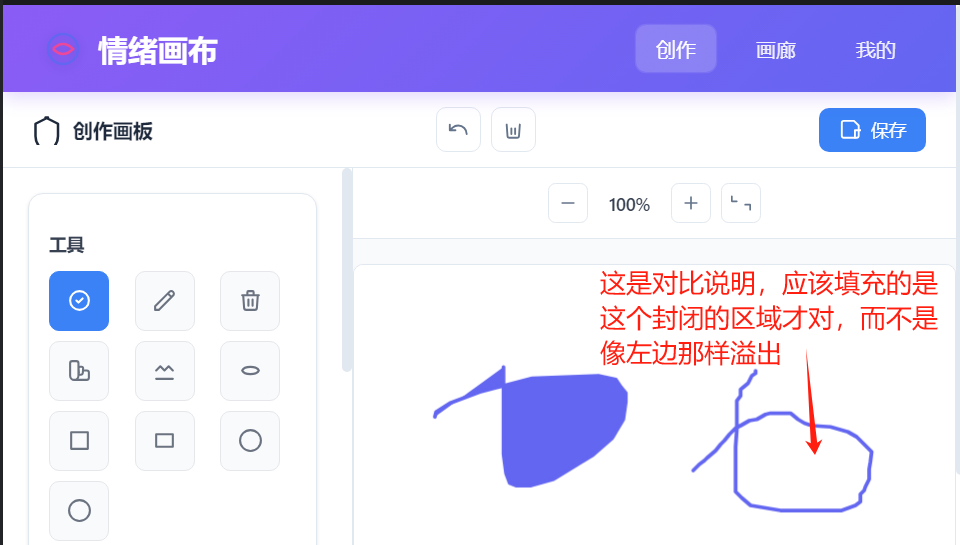 情绪画布
创作
画廊
我的
创作画板
保存
100%
工具
这是对比说明，应该填充的是
这个封闭的区域才对，而不是
像左边那样溢出